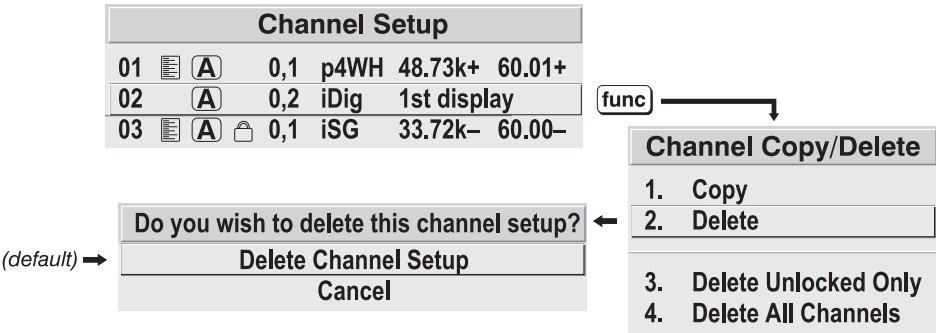 Channel Setup
01 A 0,1 p4WH 48.73k+ 60.01+
02 A 0,2 iDig 1st display
03 A 0,1 iSG 33.72k– 60.00–
func
Channel Copy/Delete
1. Copy
2. Delete
3. Delete Unlocked Only
4. Delete All Channels
Do you wish to delete this channel setup?
(default) Delete Channel Setup
Cancel